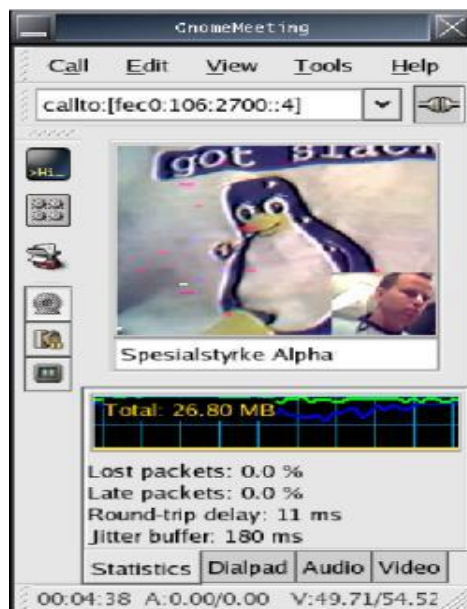 GnomeMeeting
Call Edit View Tools Help
callto:[fec0:106:2700::4]
got slac
>Hi_
Spesialstyrke Alpha
Total: 26.80 MB
Lost packets: 0.0 %
Late packets: 0.0 %
Round-trip delay: 11 ms
Jitter buffer: 180 ms
Statistics Dialpad Audio Video
00:04:38 A:0.00/0.00 V:49.71/54.52